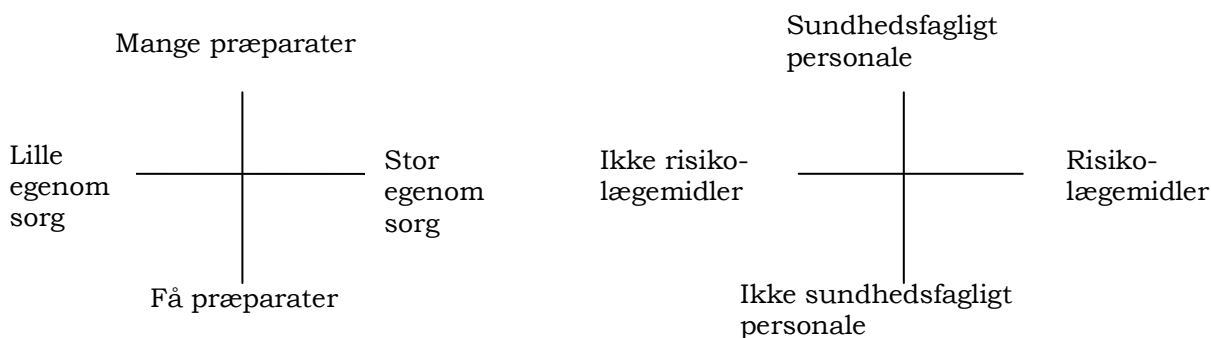 Mange præparater
Lille
egenom
sorg
Stor
egenom
sorg
Få præparater
Sundhedsfagligt
personale
Ikke risiko-
lægemidler
Risiko-
lægemidler
Ikke sundhedsfagligt
personale